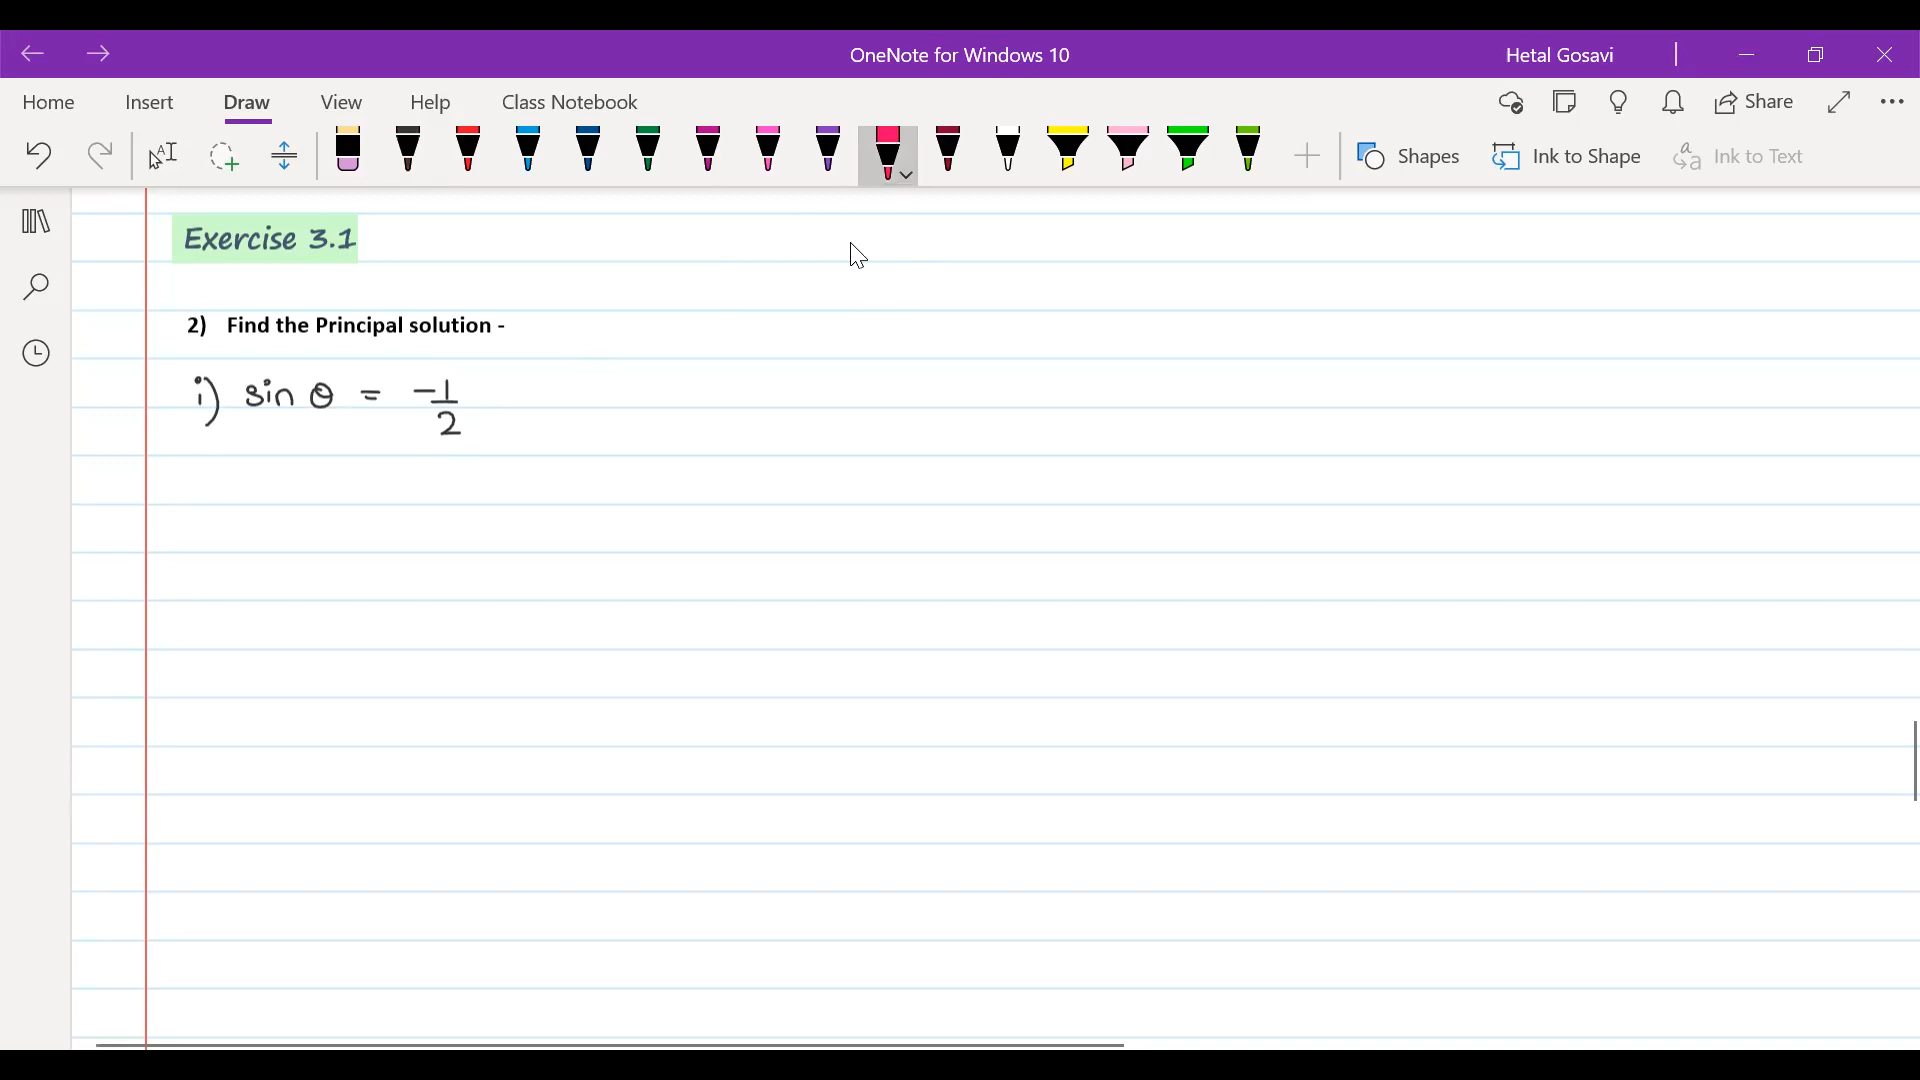 OneNote for Windows 10
Hetal Gosavi
Home Insert Draw View Help Class Notebook Share
Shapes Ink to Shape Ink to Text
Exercise 3.1
2) Find the Principal solution -
i) sin θ = -1/2